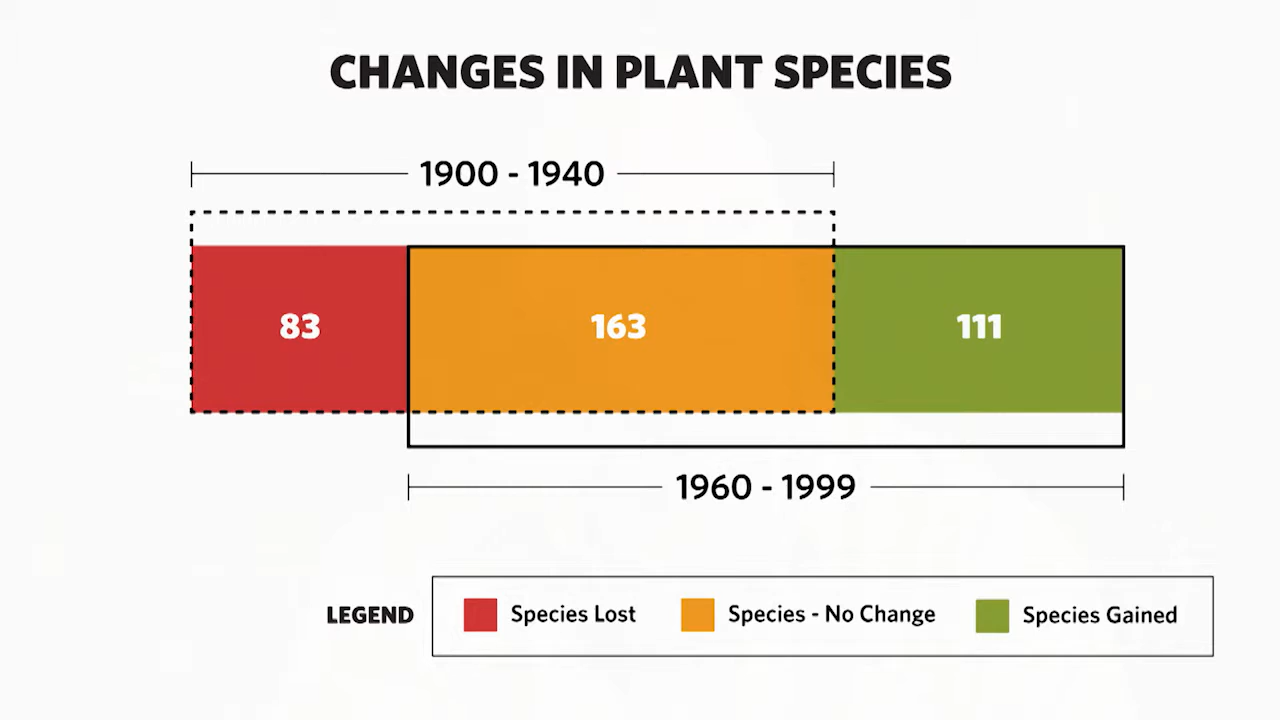 CHANGES IN PLANT SPECIES
1900 - 1940
83
163
111
1960 - 1999
LEGEND
Species Lost
Species - No Change
Species Gained